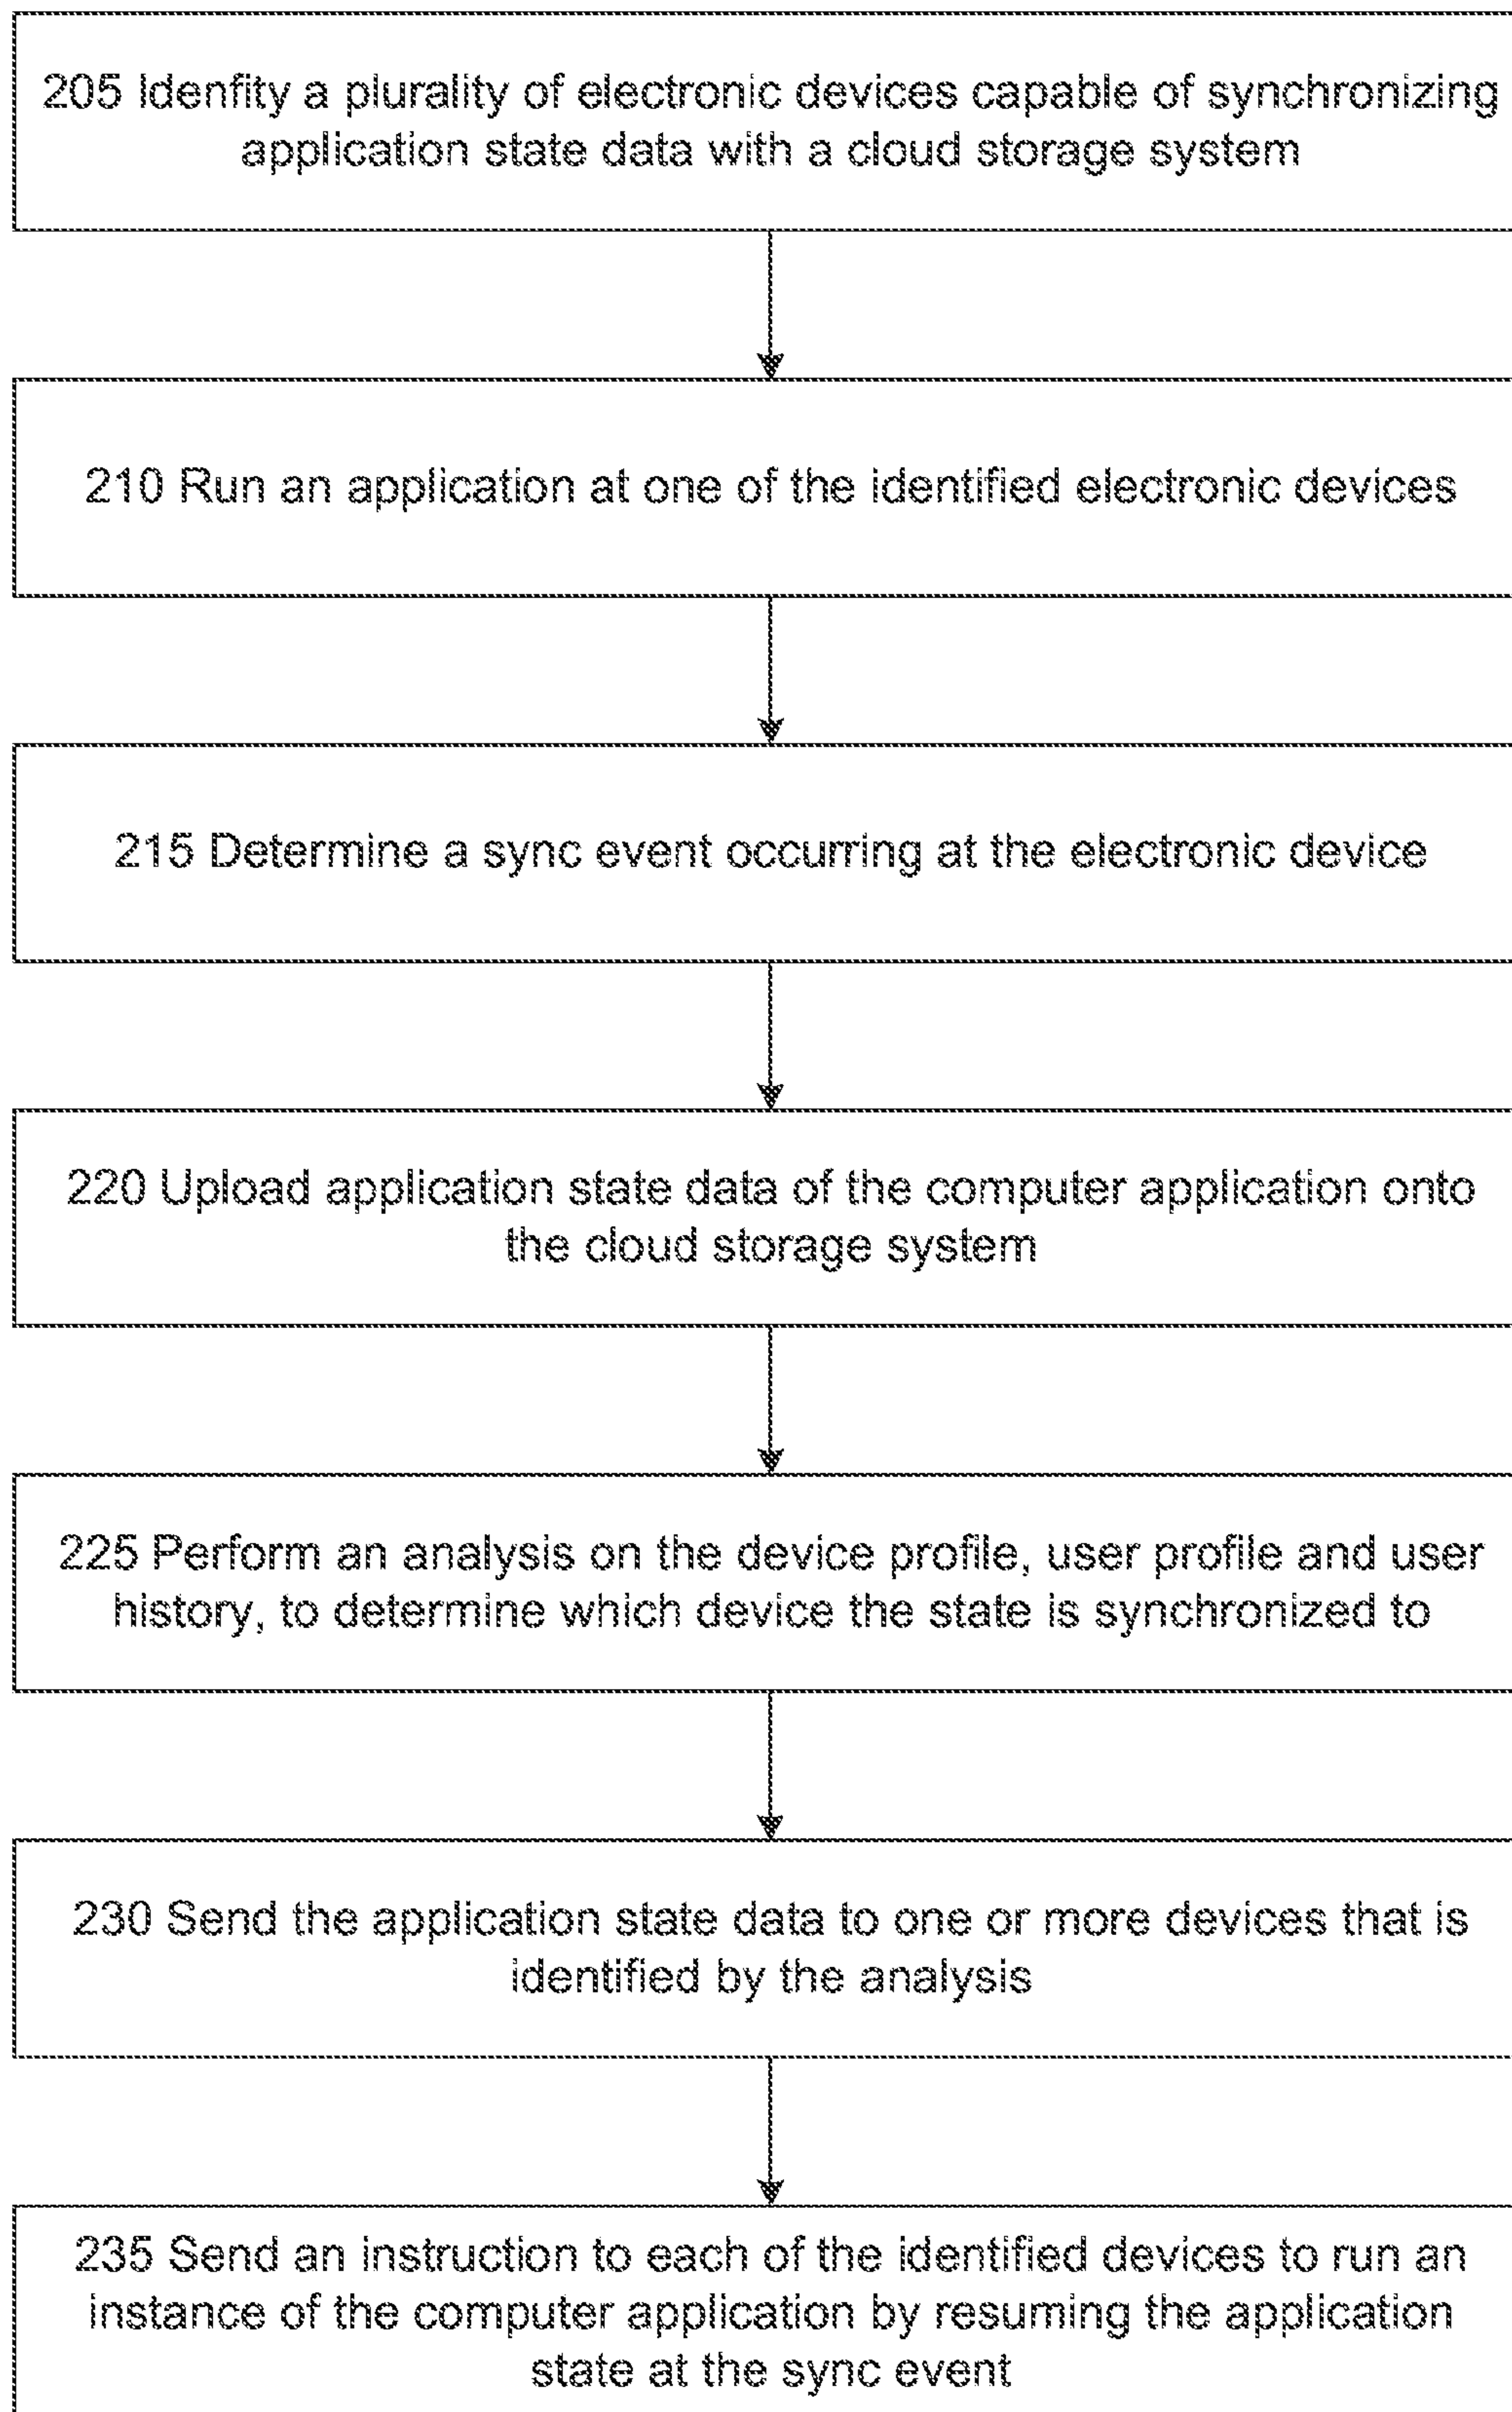 205 Idenfity a plurality of electronic devices capable of synchronizing
application state data with a cloud storage system
210 Run an application at one of the identified electronic devices
215 Determine a sync event occurring at the electronic device
220 Upload application state data of the computer application onto
the cloud storage system
225 Perform an analysis on the device profile, user profile and user
history, to determine which device the state is synchronized to
230 Send the application state data to one or more devices that is
identified by the analysis
235 Send an instruction to each of the identified devices to run an
instance of the computer application by resuming the application
state at the sync event